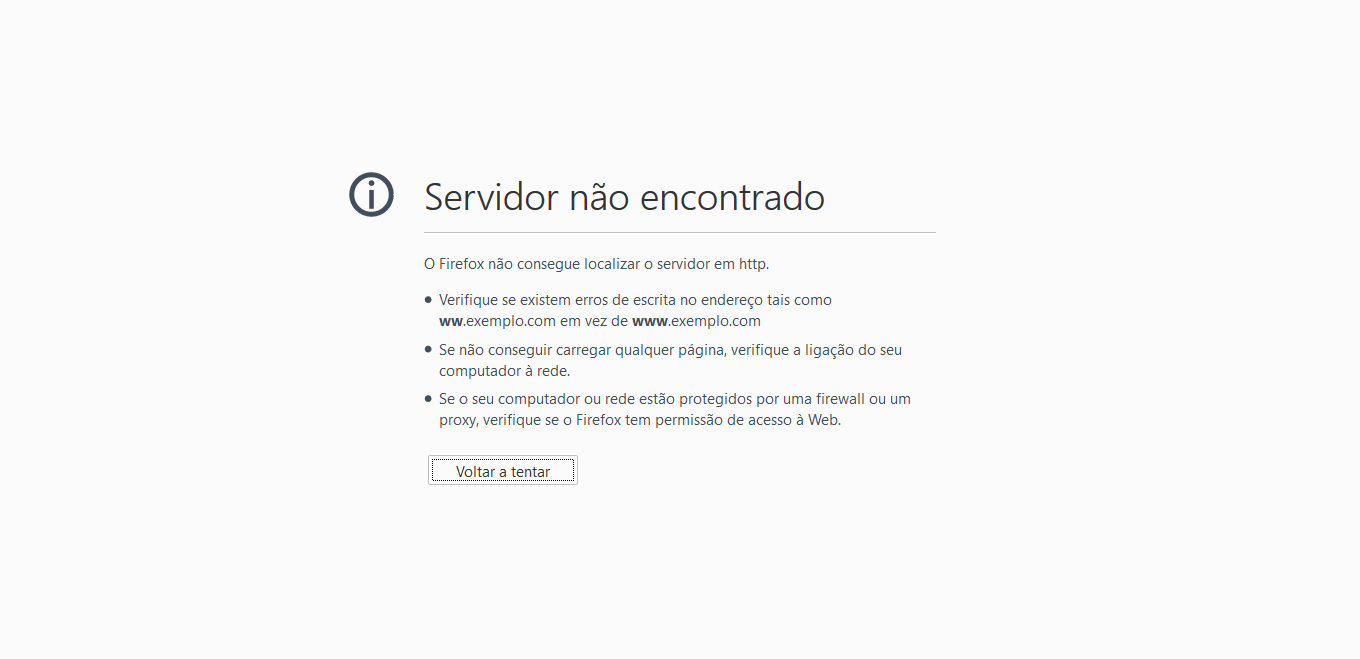 Servidor não encontrado
O Firefox não consegue localizar o servidor em http.
Verifique se existem erros de escrita no endereço tais como
ww.exemplo.com em vez de www.exemplo.com
Se não conseguir carregar qualquer página, verifique a ligação do seu
computador à rede.
Se o seu computador ou rede estão protegidos por uma firewall ou um
proxy, verifique se o Firefox tem permissão de acesso à Web.
Voltar a tentar